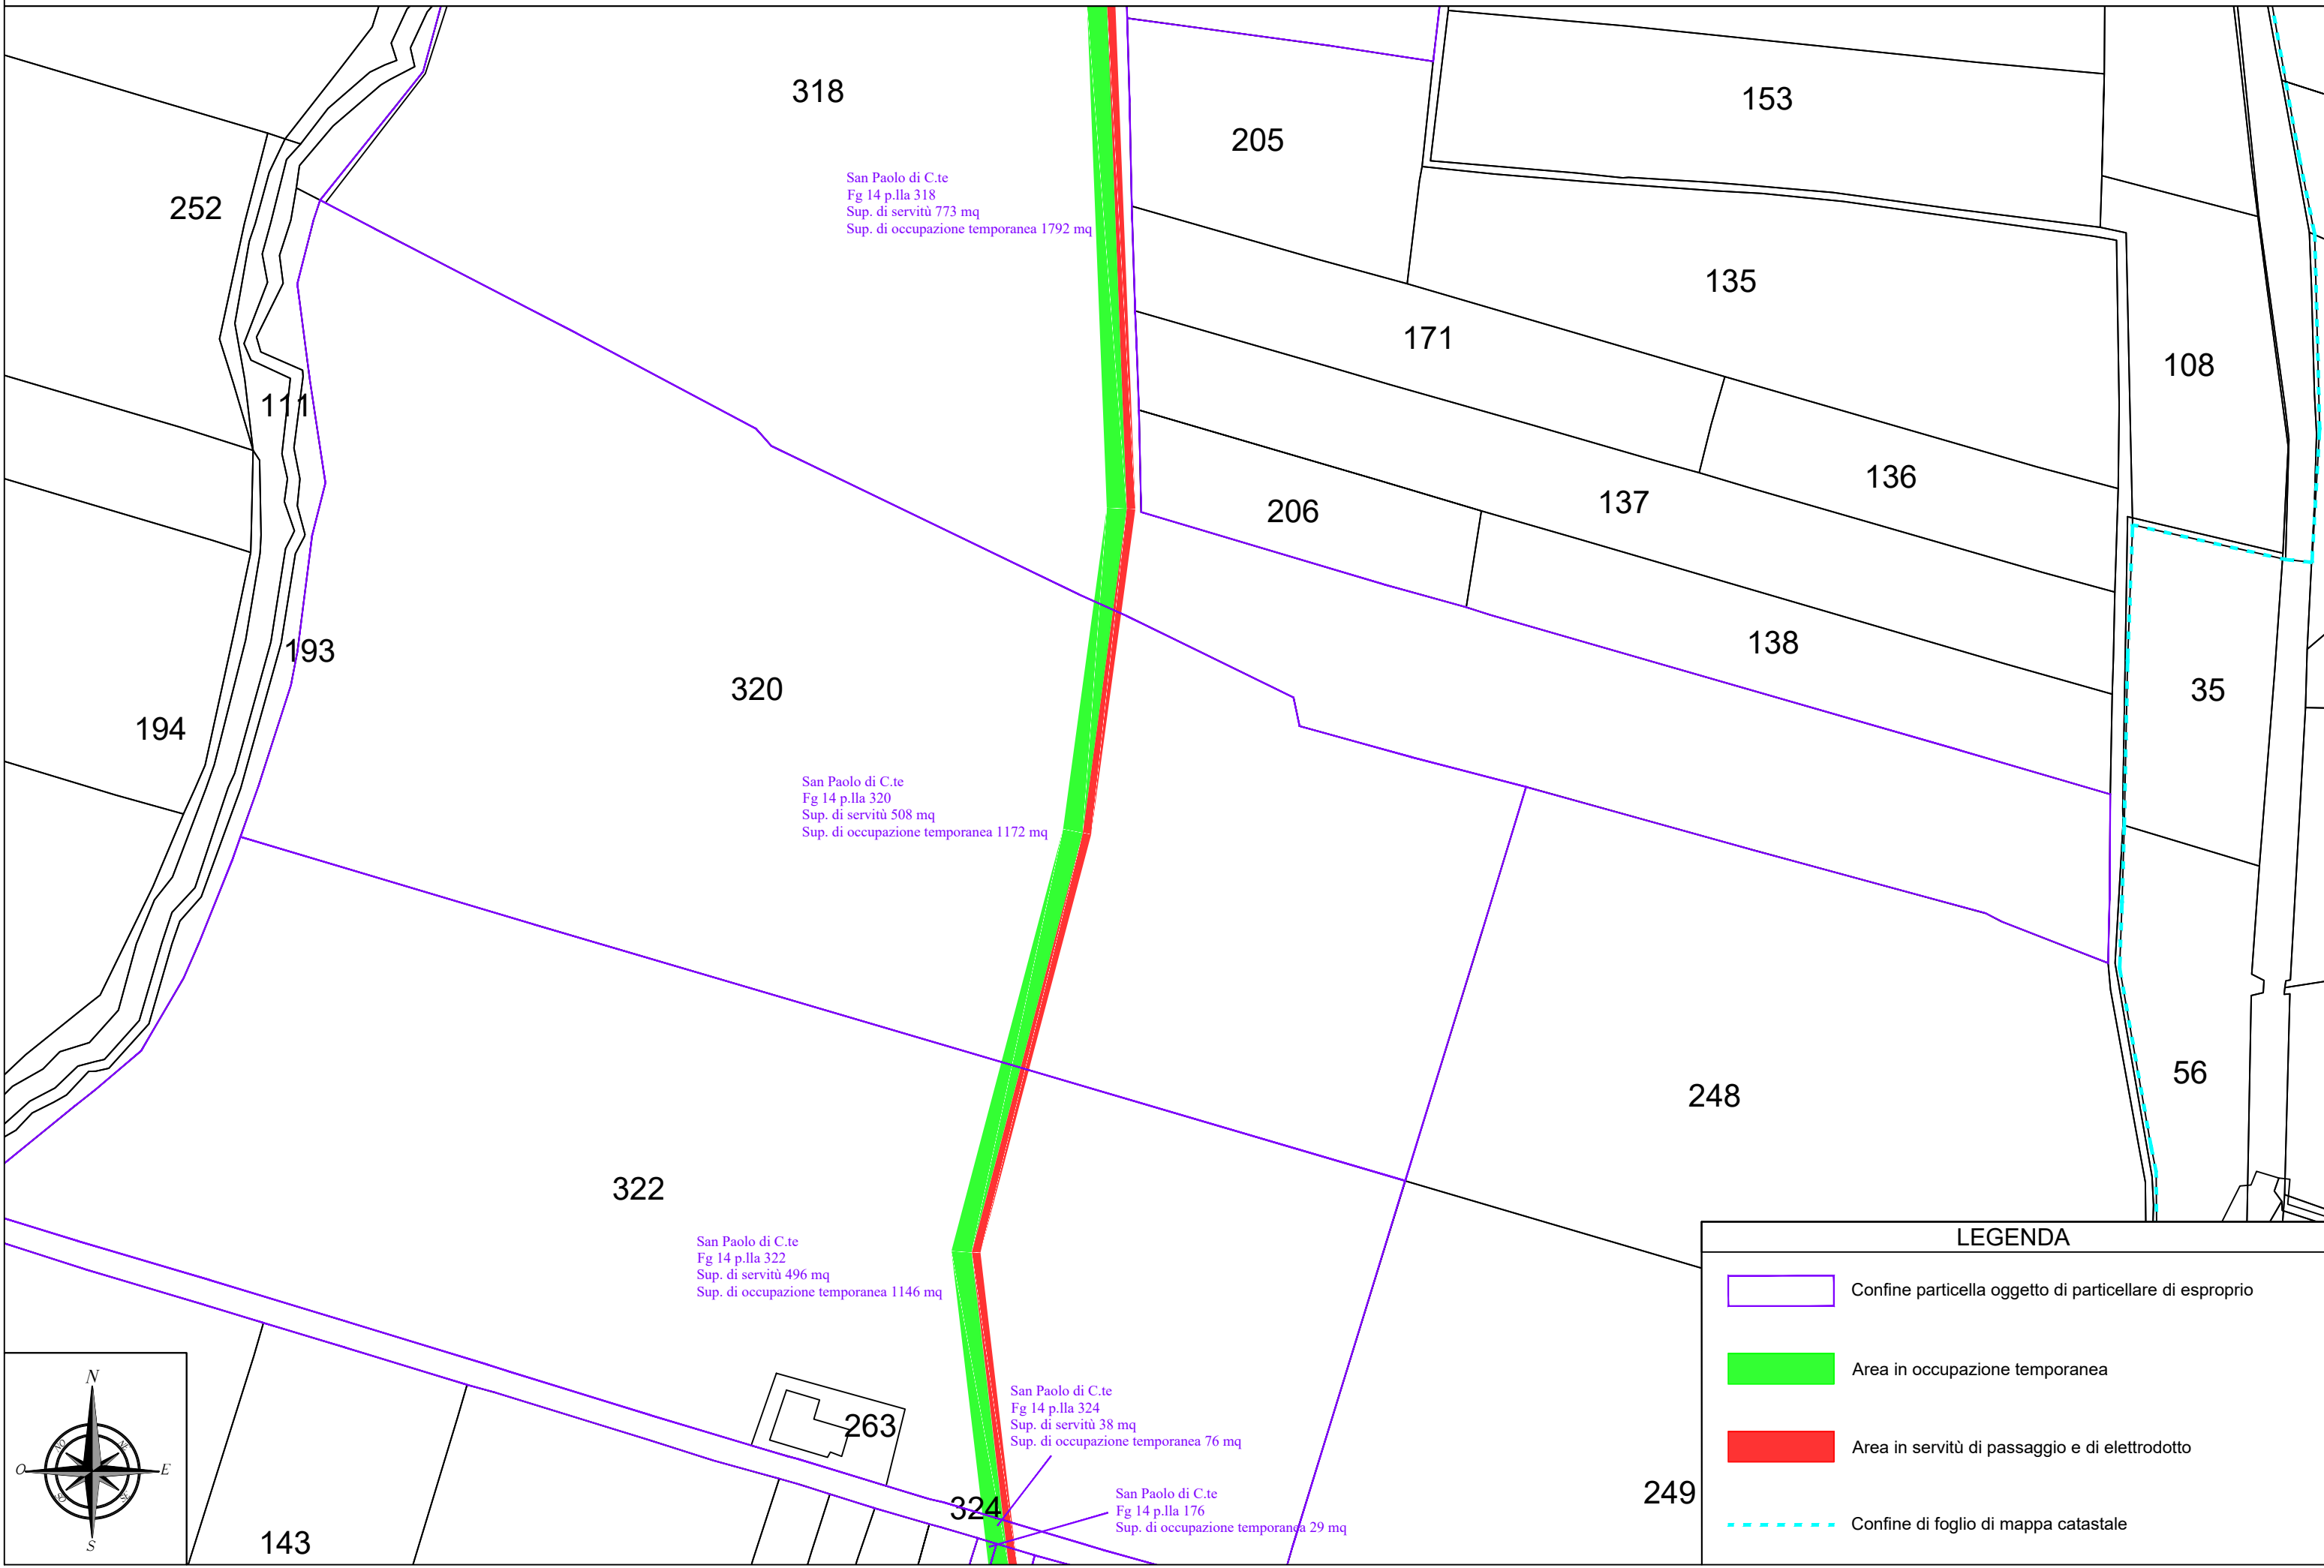 318
153
205
San Paolo di C.te
Fg 14 p.lla 318
Sup. di servitù 773 mq
Sup. di occupazione temporanea 1792 mq
252
135
171
108
111
136
137
206
138
193
320
35
194
San Paolo di C.te
Fg 14 p.lla 320
Sup. di servitù 508 mq
Sup. di occupazione temporanea 1172 mq
56
248
322
San Paolo di C.te
Fg 14 p.lla 322
Sup. di servitù 496 mq
Sup. di occupazione temporanea 1146 mq
263
San Paolo di C.te
Fg 14 p.lla 324
Sup. di servitù 38 mq
Sup. di occupazione temporanea 76 mq
249
324
San Paolo di C.te
Fg 14 p.lla 176
Sup. di occupazione temporanea 29 mq
143
N
O
E
S
LEGENDA
Confine particella oggetto di particellare di esproprio
Area in occupazione temporanea
Area in servitù di passaggio e di elettrodotto
Confine di foglio di mappa catastale